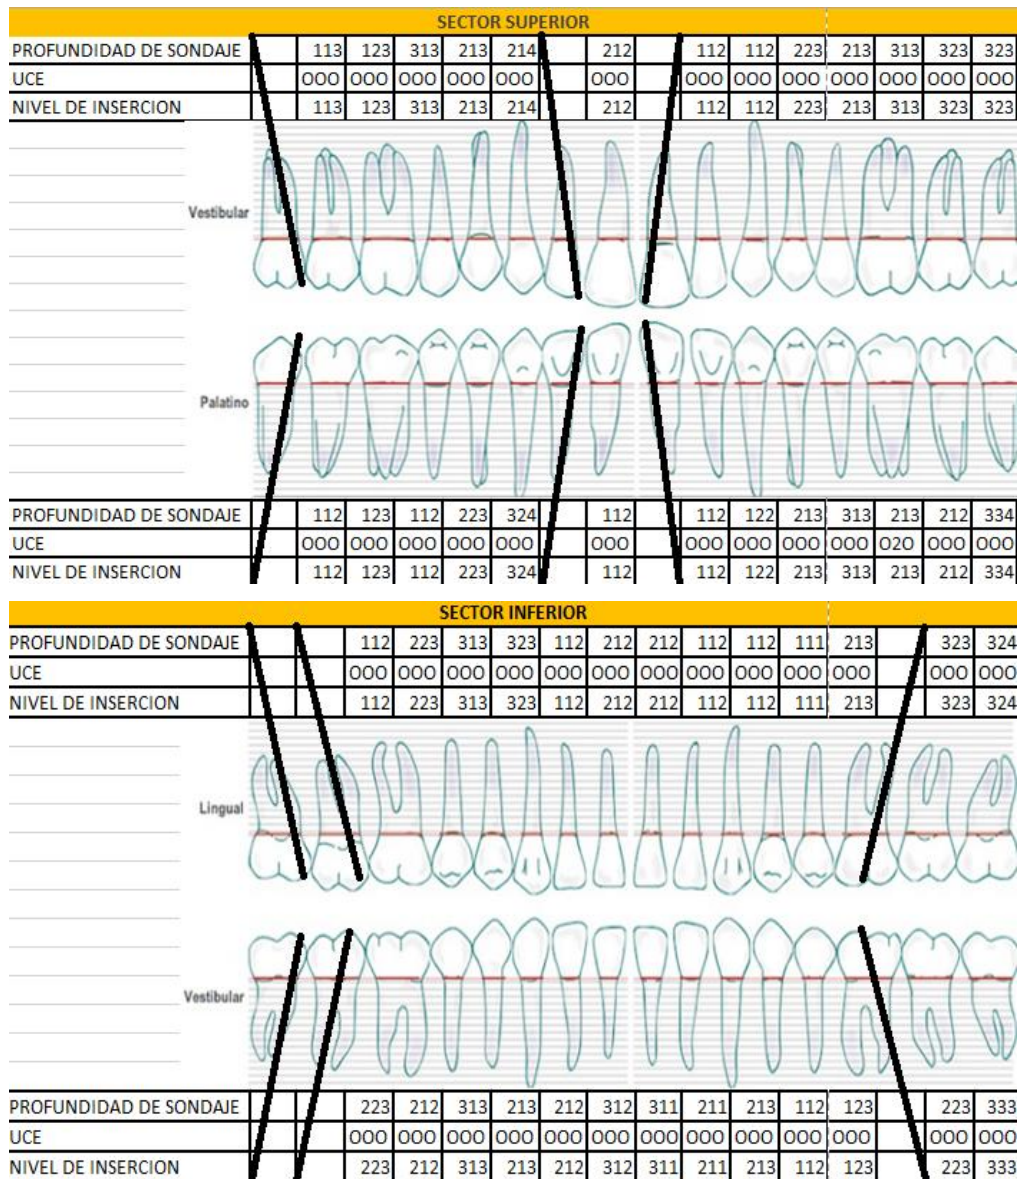 SECTOR SUPERIOR
PROFUNDIDAD DE SONDAJE 113 123 313 213 214 212 112 112 223 213 313 323 323
UCE 000 000 000 000 000 000 000 000 000 000 000 000 000
NIVEL DE INSERCION 113 123 313 213 214 212 112 112 223 213 313 323 323
Vestibular
Palatino
PROFUNDIDAD DE SONDAJE 112 123 112 223 324 112 112 122 213 313 213 212 334
UCE 000 000 000 000 000 000 000 000 000 000 020 000 000
NIVEL DE INSERCION 112 123 112 223 324 112 112 122 213 313 213 212 334
SECTOR INFERIOR
PROFUNDIDAD DE SONDAJE 112 223 313 323 112 212 212 112 112 111 213 323 324
UCE 000 000 000 000 000 000 000 000 000 000 000 000 000
NIVEL DE INSERCION 112 223 313 323 112 212 212 112 112 111 213 323 324
Lingual
Vestibular
PROFUNDIDAD DE SONDAJE 223 212 313 213 212 312 311 211 213 112 123 223 333
UCE 000 000 000 000 000 000 000 000 000 000 000 000 000
NIVEL DE INSERCION 223 212 313 213 212 312 311 211 213 112 123 223 333